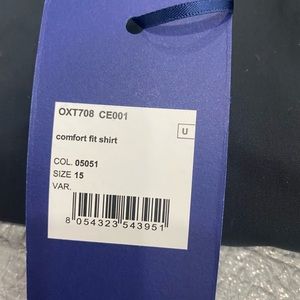 OXT708 CE001
U
comfort fit shirt
COL. 05051
SIZE 15
VAR.
8 054323 543951